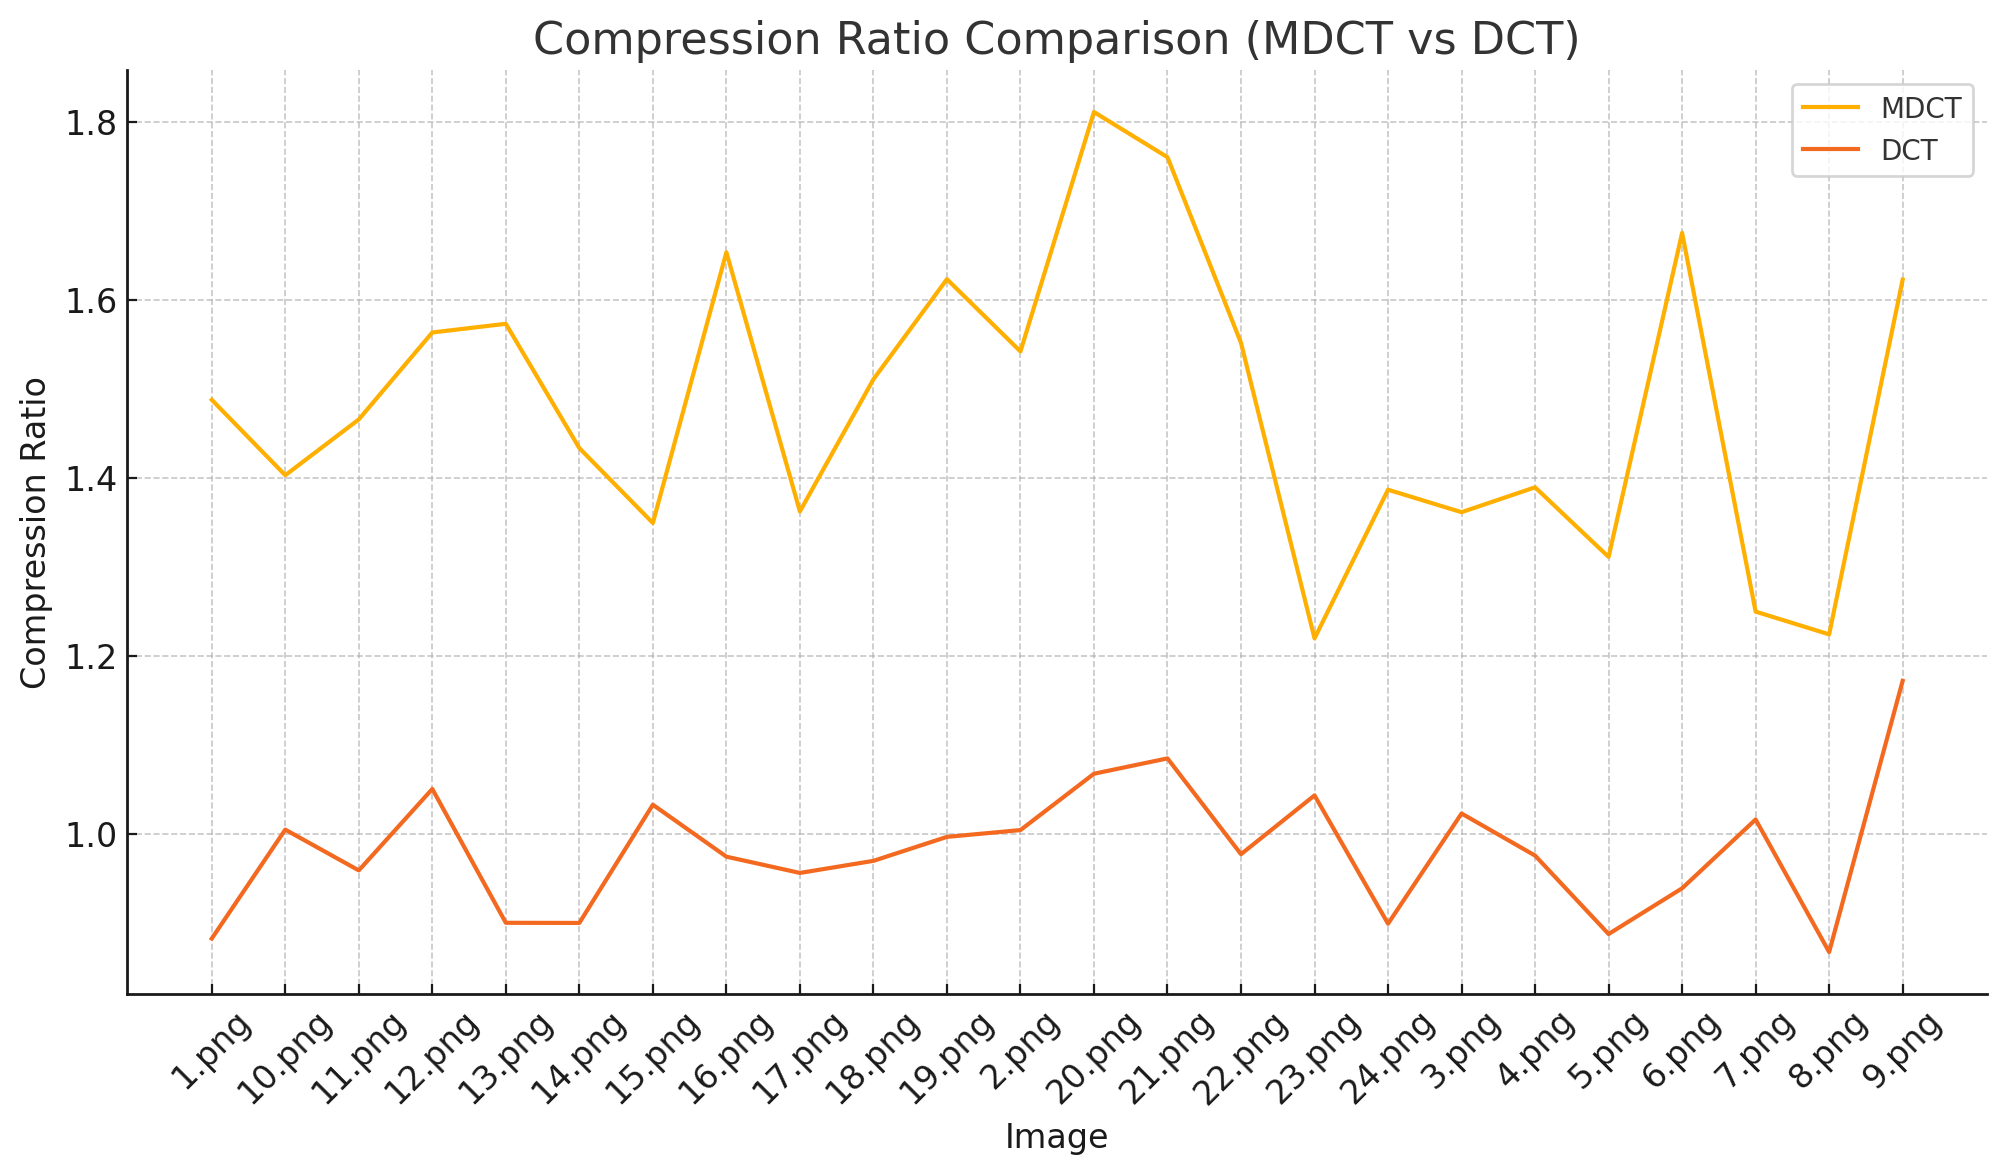 Compression Ratio Comparison (MDCT vs DCT)
MDCT
DCT
Compression Ratio
1.8
1.6
1.4
1.2
1.0
1.png
10.png
11.png
12.png
13.png
14.png
15.png
16.png
17.png
18.png
19.png
2.png
20.png
21.png
22.png
23.png
24.png
3.png
4.png
5.png
6.png
7.png
8.png
9.png
Image